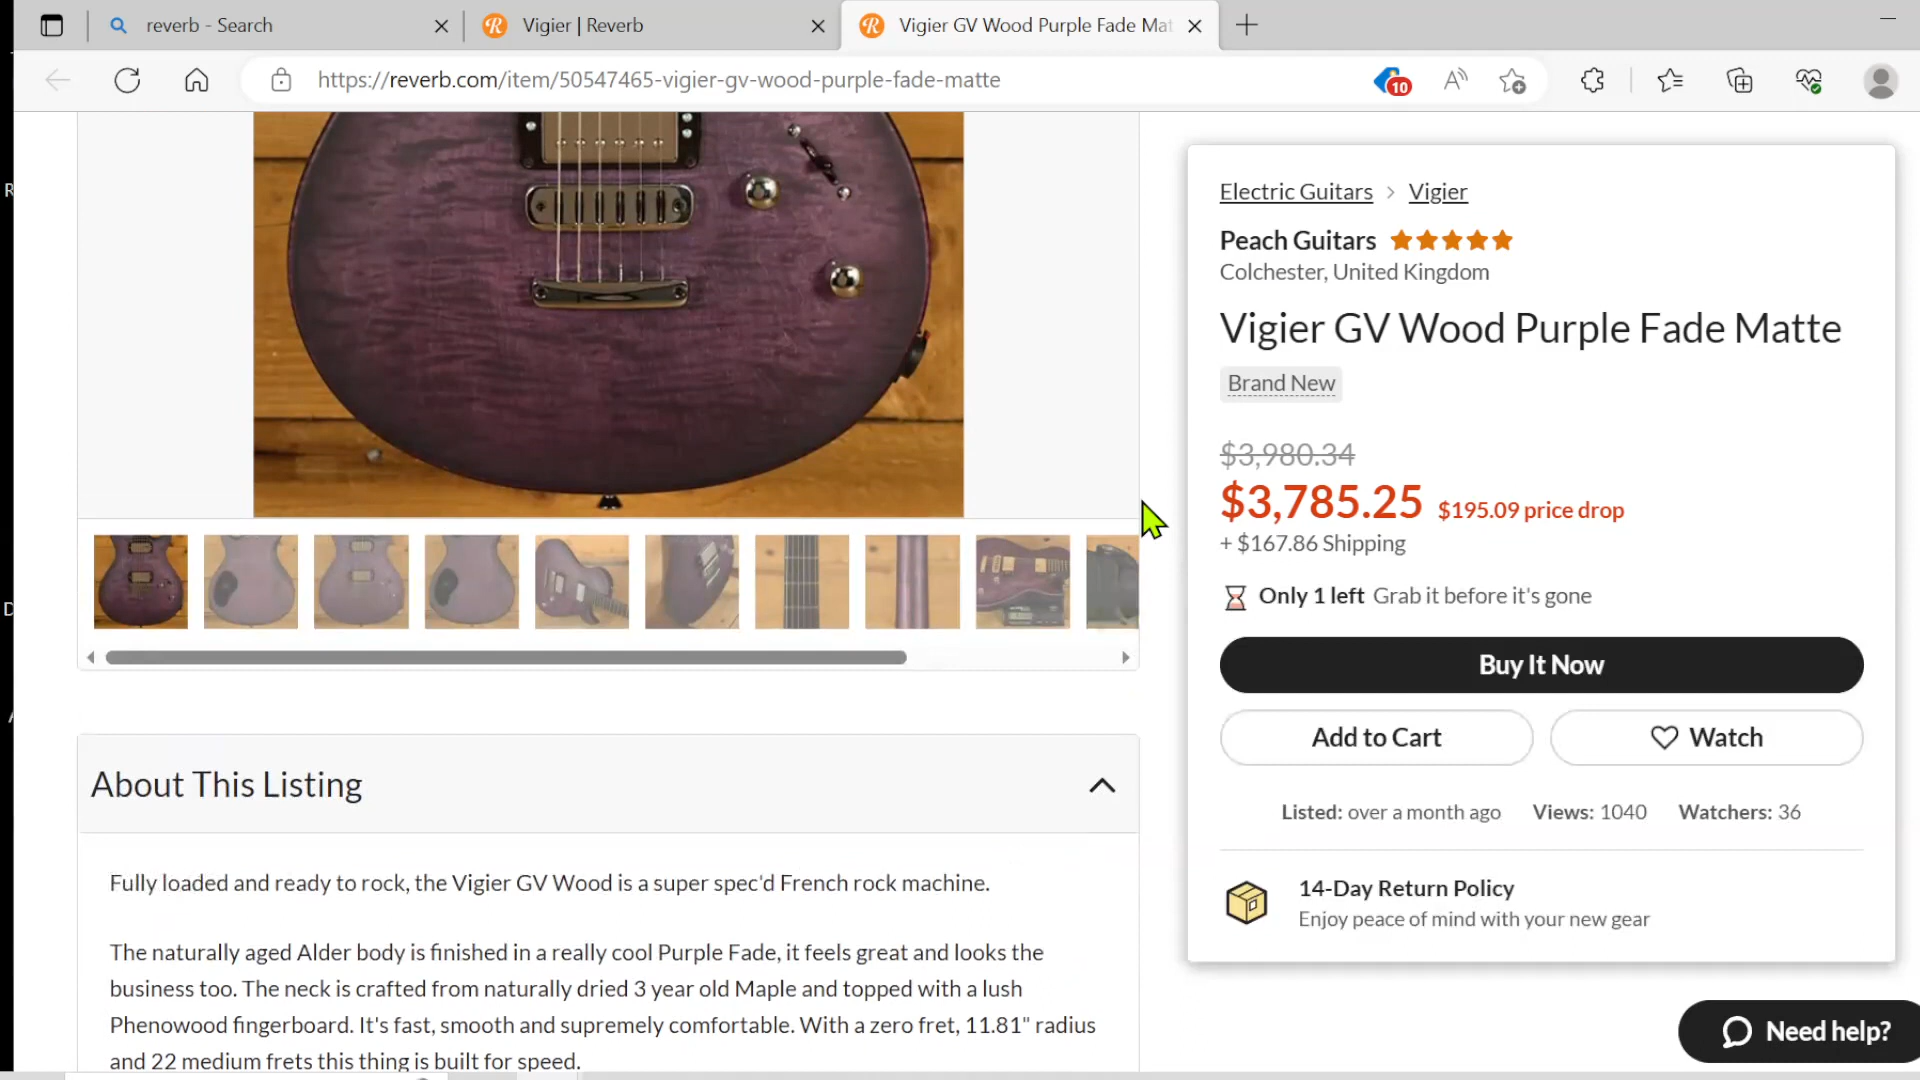 reverb - Search
Vigier | Reverb
Vigier GV Wood Purple Fade Mat
https://reverb.com/item/50547465-vigier-gv-wood-purple-fade-matte
10
Electric Guitars > Vigier
Peach Guitars
Colchester, United Kingdom
Vigier GV Wood Purple Fade Matte
Brand New
$3,980.34
$3,785.25 $195.09 price drop
+ $167.86 Shipping
Only 1 left Grab it before it's gone
Buy It Now
Add to Cart
Watch
Listed: over a month ago Views: 1040 Watchers: 36
14-Day Return Policy
Enjoy peace of mind with your new gear
Need help?
About This Listing
Fully loaded and ready to rock, the Vigier GV Wood is a super spec'd French rock machine.
The naturally aged Alder body is finished in a really cool Purple Fade, it feels great and looks the
business too. The neck is crafted from naturally dried 3 year old Maple and topped with a lush
Phenowood fingerboard. It's fast, smooth and supremely comfortable. With a zero fret, 11.81" radius
and 22 medium frets this thing is built for speed.